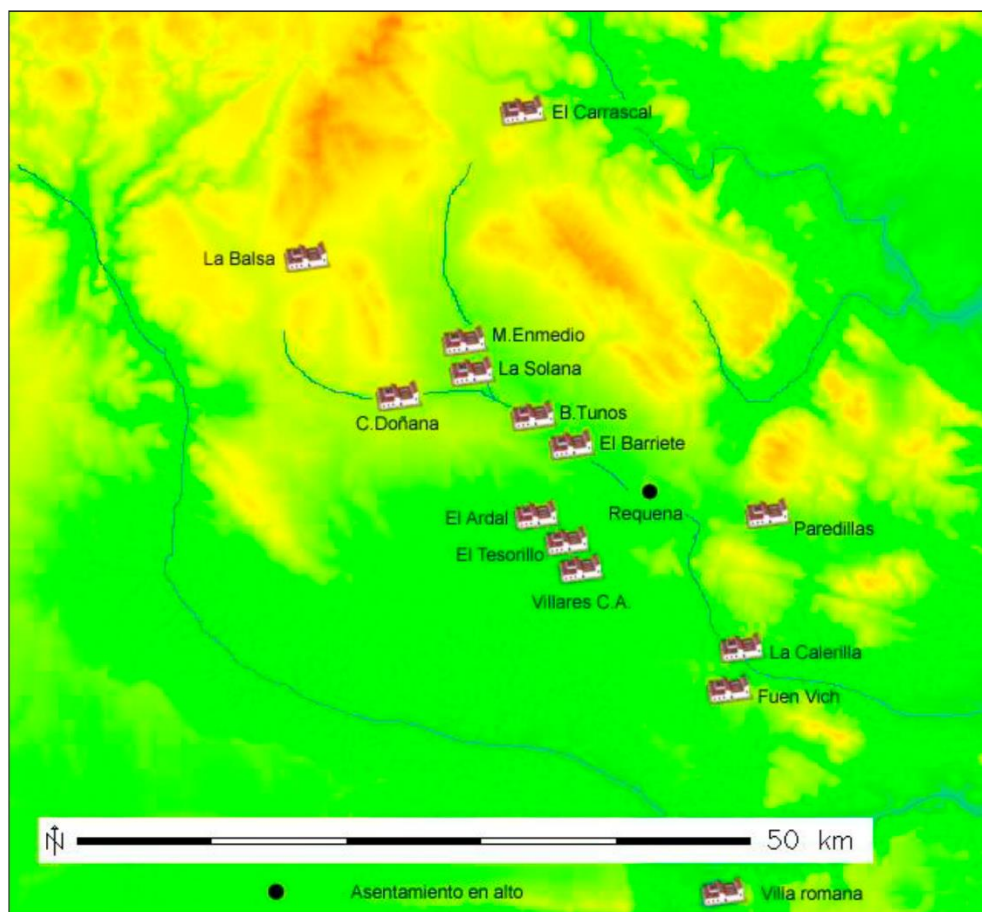 El Carrascal
La Balsa
M.Enmedio
La Solana
C.Doñana
B.Tunos
El Barriete
Requena
El Ardal
Paredillas
El Tesorillo
Villares C.A.
La Calerilla
Fuen Vich
N
50 km
Asentamiento en alto
Villa romana